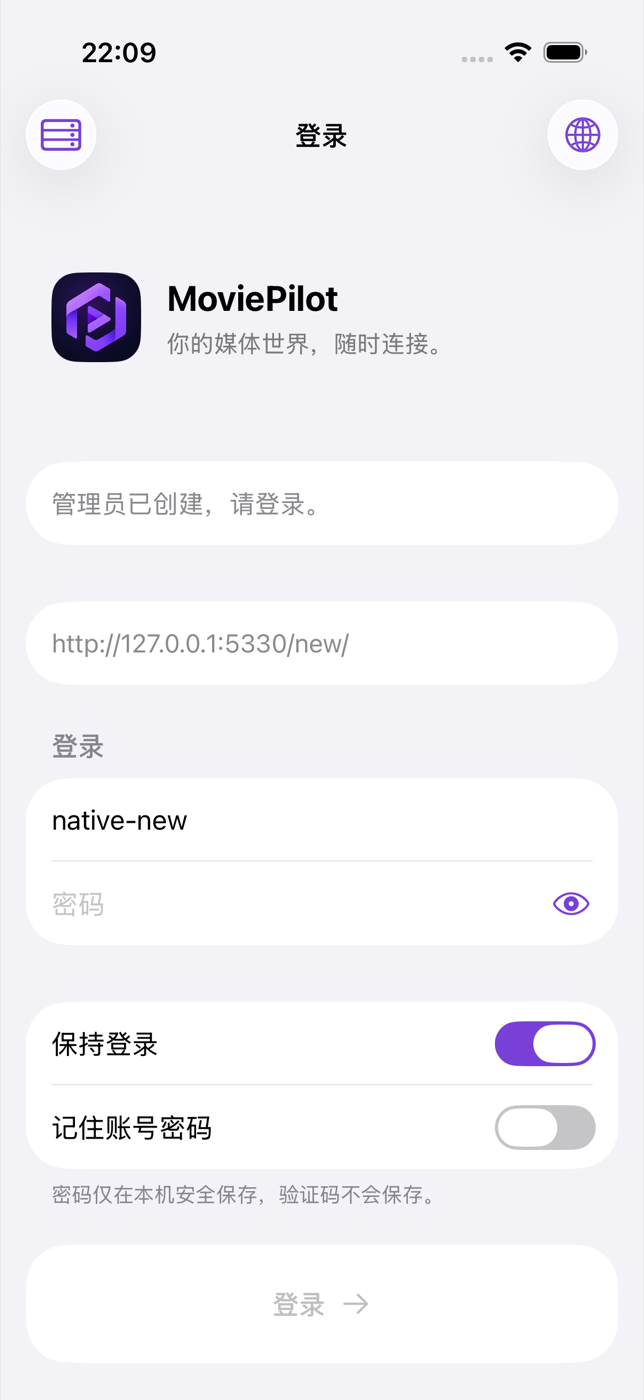 22:09
登录
MoviePilot
你的媒体世界，随时连接。
管理员已创建，请登录。
http://127.0.0.1:5330/new/
登录
native-new
密码
保持登录
记住账号密码
密码仅在本机安全保存，验证码不会保存。
登录 →